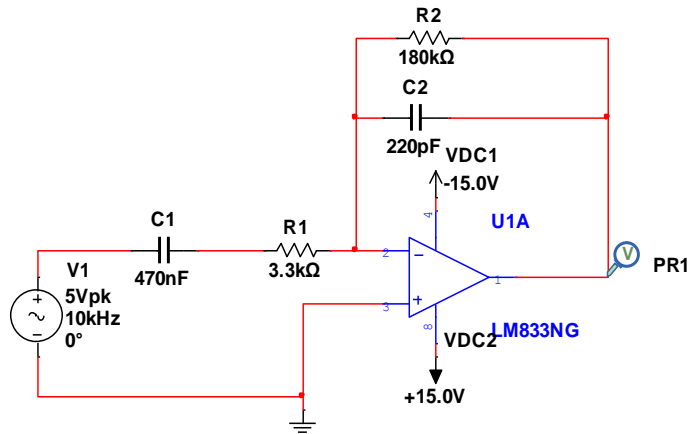 R2
180kΩ
C2
220pF
VDC1
-15.0V
4
U1A
C1
470nF
R1
3.3kΩ
2
−
V
PR1
1
V1
+
5Vpk
10kHz
0°
−
3
+
8
LM833NG
VDC2
+15.0V